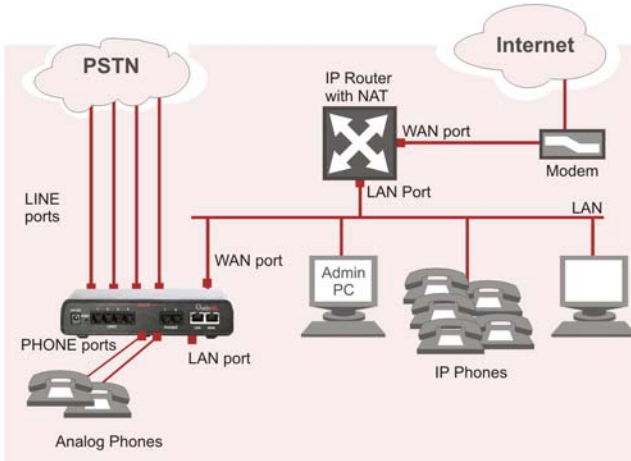 PSTN
Internet
IP Router
with NAT
WAN port
Modem
LAN Port
LINE
ports
LAN
WAN port
Admin
PC
PHONE ports
LAN port
IP Phones
Analog Phones